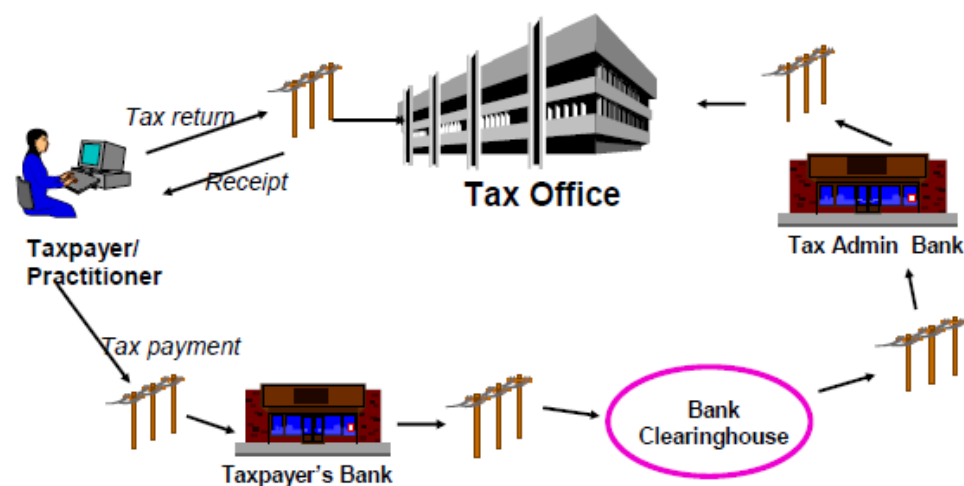 Tax return
Receipt
Tax Office
Taxpayer/
Practitioner
Tax Admin Bank
Tax payment
Bank
Clearinghouse
Taxpayer's Bank